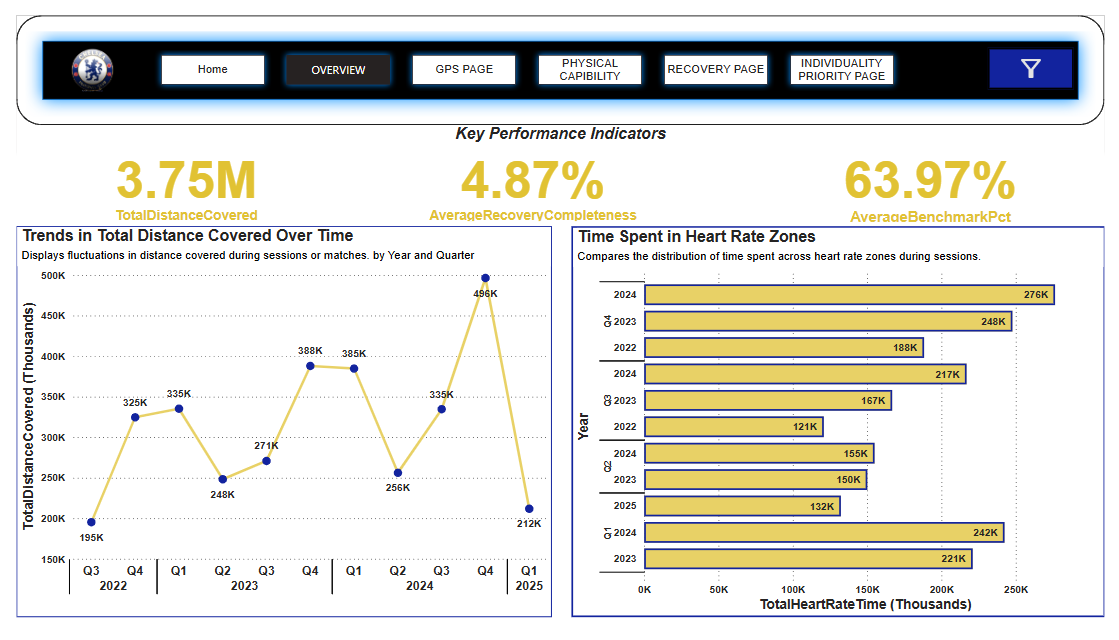 Home
OVERVIEW
GPS PAGE
PHYSICAL
CAPIBILITY
RECOVERY PAGE
INDIVIDUALITY
PRIORITY PAGE
Key Performance Indicators
3.75M
TotalDistanceCovered
4.87%
AverageRecoveryCompleteness
63.97%
AverageBenchmarkPct
Trends in Total Distance Covered Over Time
Displays fluctuations in distance covered during sessions or matches. by Year and Quarter
TotalDistanceCovered (Thousands)
500K
450K
400K
350K
300K
250K
200K
150K
195K
325K
335K
248K
271K
388K
385K
256K
335K
496K
212K
Q3 Q4 Q1 Q2 Q3 Q4 Q1 Q2 Q3 Q4 Q1
2022 2023 2024 2025
Time Spent in Heart Rate Zones
Compares the distribution of time spent across heart rate zones during sessions.
Year
Q4
2024 276K
2023 248K
2022 188K
Q3
2024 217K
2023 167K
2022 121K
Q2
2024 155K
2023 150K
Q1
2025 132K
2024 242K
2023 221K
0K 50K 100K 150K 200K 250K
TotalHeartRateTime (Thousands)